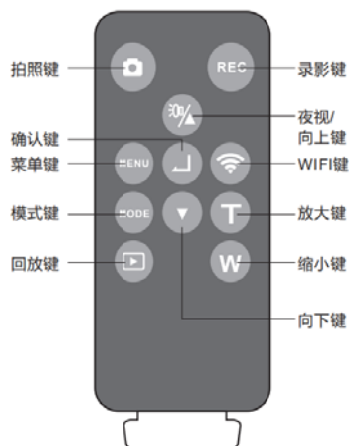 拍照键
REC
录影键
夜视/
向上键
确认键
菜单键
MENU
WIFI键
模式键
MODE
T
放大键
回放键
W
缩小键
向下键